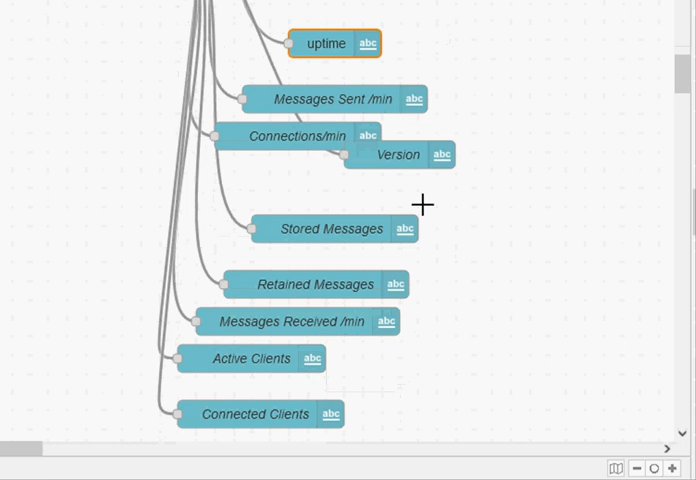 uptime abc
Messages Sent /min abc
Connections/min abc
Version abc
Stored Messages abc
Retained Messages abc
Messages Received /min abc
Active Clients abc
Connected Clients abc